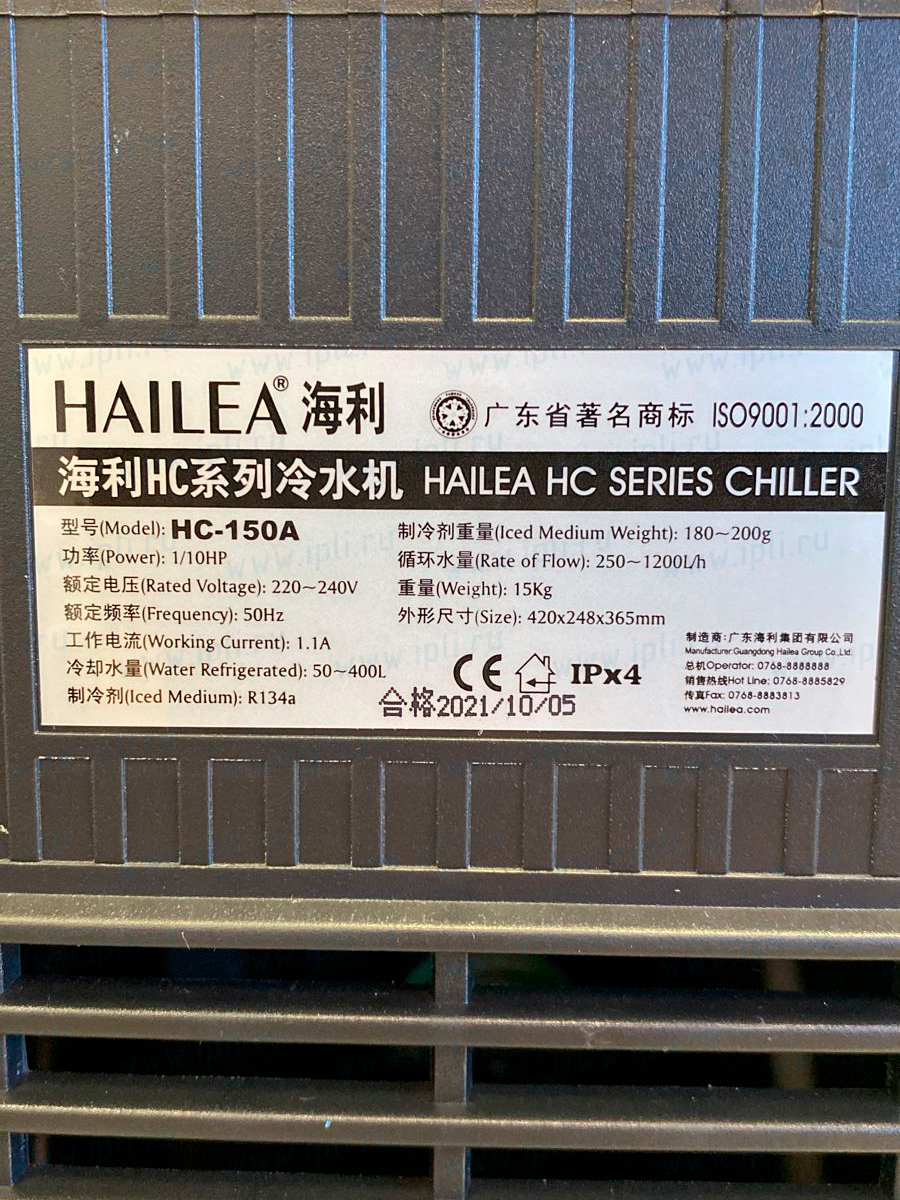 HAILEA® 海利
广东省著名商标 ISO9001:2000
海利HC系列冷水机 HAILEA HC SERIES CHILLER
型号(Model): HC-150A
功率(Power): 1/10HP
额定电压(Rated Voltage): 220~240V
额定频率(Frequency): 50Hz
工作电流(Working Current): 1.1A
冷却水量(Water Refrigerated): 50~400L
制冷剂(Iced Medium): R134a
制冷剂重量(Iced Medium Weight): 180~200g
循环水量(Rate of Flow): 250~1200L/h
重量(Weight): 15Kg
外形尺寸(Size): 420x248x365mm
CE IPx4
合格2021/10/05
制造商:广东海利集团有限公司
Manufacturer:Guangdong Hailea Group Co.,Ltd.
总机Operator: 0768-8888888
销售热线Hot Line: 0768-8885829
传真Fax: 0768-8883813
www.hailea.com
www.ipli.ru